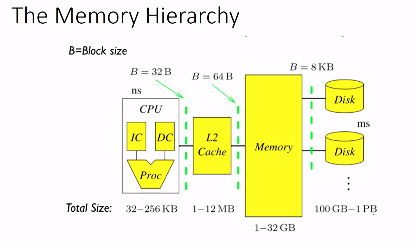 The Memory Hierarchy
B=Block size
B = 32 B
B = 64 B
B = 8 KB
ns
CPU
IC
DC
Proc
L2
Cache
Memory
Disk
ms
Disk
Total Size:
32–256 KB
1–12 MB
1–32 GB
100 GB–1 PB